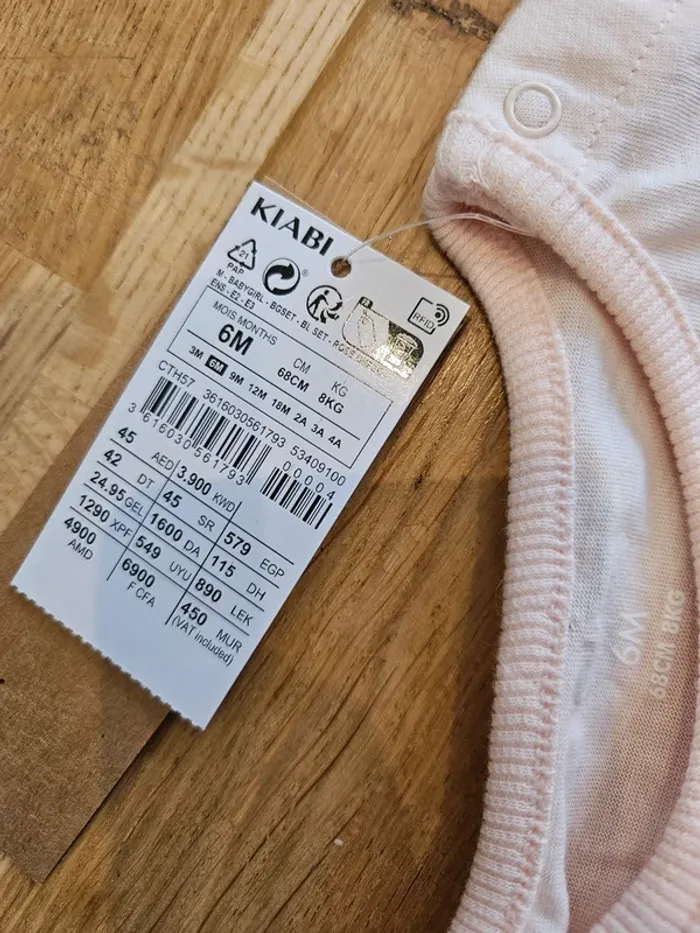 KIABI
21
PAP
M - BABYGIRL - BGSET - BL SET -
ENS - E2 - E3
RFID
MOIS MONTHS CM KG
6M 68CM 8KG
3M 6M 9M 12M 18M 2A 3A 4A
CTH57 3616030561793 53409100
3 616030 561793 00004
45 AED 3,900 KWD
42 DT 45 SR 579 EGP
24.95 GEL 1600 DA 115 DH
1290 XPF 549 UYU 890 LEK
4900 AMD 6900 F CFA 450 MUR
(VAT included)
6M
68CM 8KG